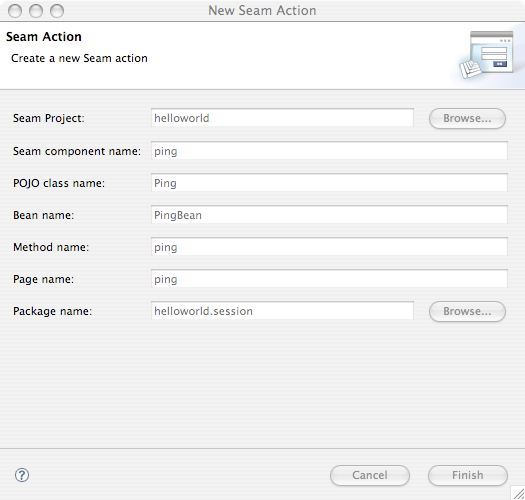 New Seam Action
Seam Action
Create a new Seam action
Seam Project: helloworld Browse...
Seam component name: ping
POJO class name: Ping
Bean name: PingBean
Method name: ping
Page name: ping
Package name: helloworld.session Browse...
? Cancel Finish